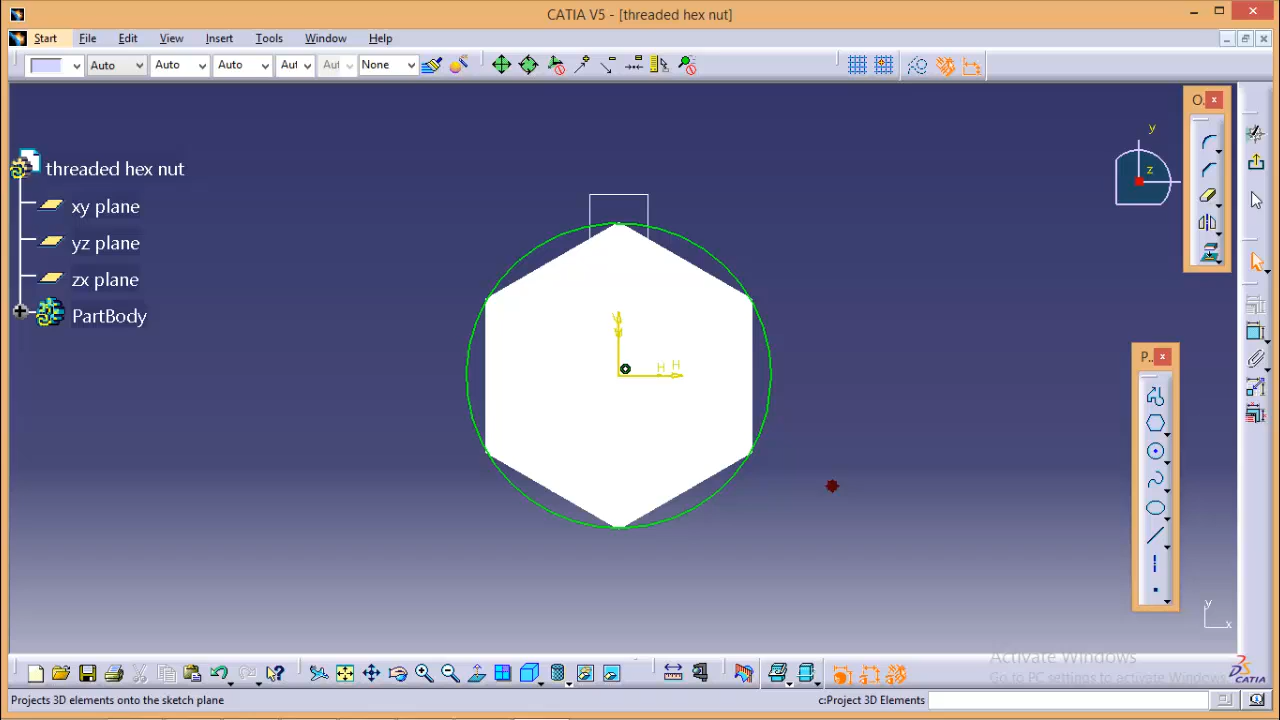 CATIA V5 - [threaded hex nut]
Start File Edit View Insert Tools Window Help
Auto Auto Auto Aut Aut None
O..
y
z
threaded hex nut
xy plane
yz plane
zx plane
PartBody
V
H H
P..
y
x
Activate Windows
Go to PC settings to activate Windows.
CATIA
Projects 3D elements onto the sketch plane
c:Project 3D Elements